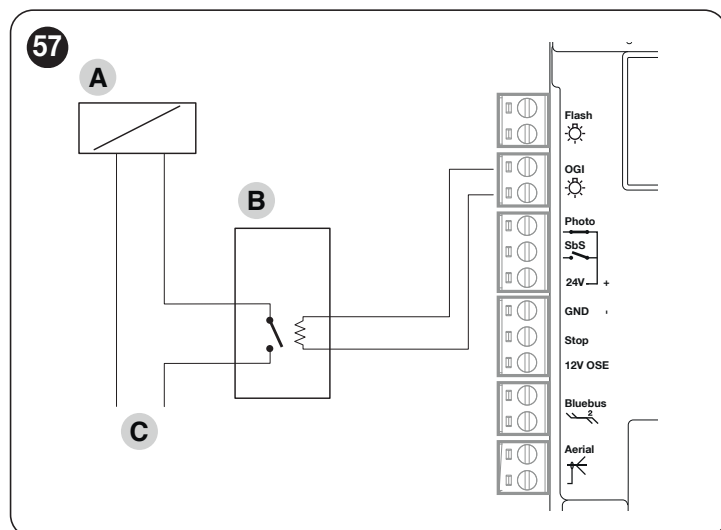 57
A
B
C
Flash
OGI
Photo
SbS
24V +
GND -
Stop
12V OSE
Bluebus
2
Aerial